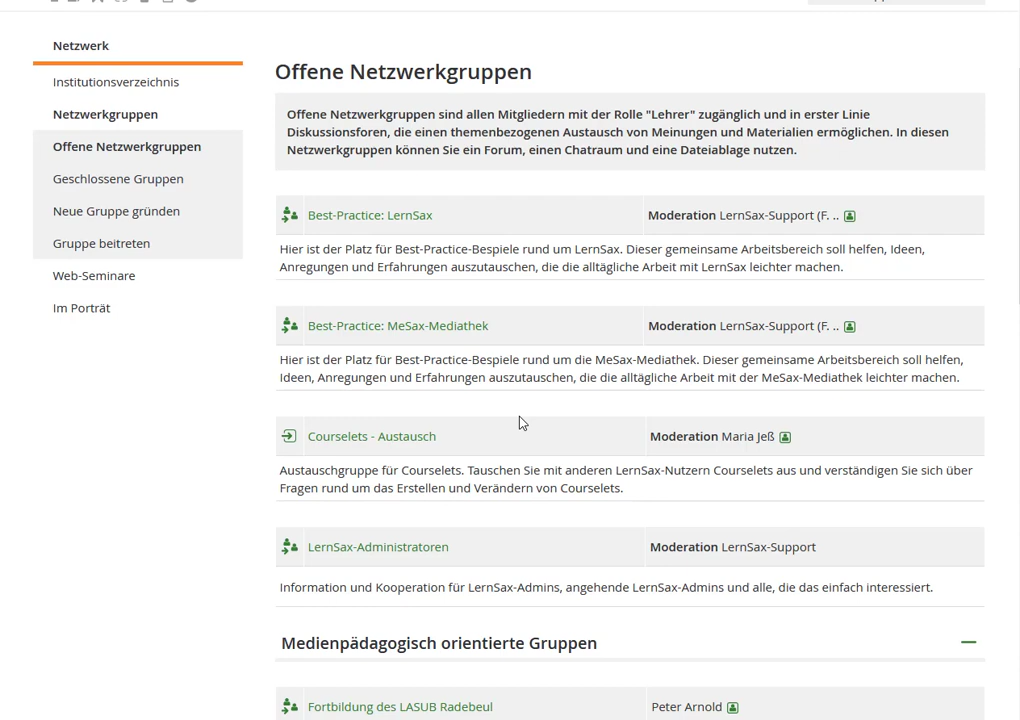 Netzwerk
Institutionsverzeichnis
Netzwerkgruppen
Offene Netzwerkgruppen
Geschlossene Gruppen
Neue Gruppe gründen
Gruppe beitreten
Web-Seminare
Im Porträt
Offene Netzwerkgruppen
Offene Netzwerkgruppen sind allen Mitgliedern mit der Rolle "Lehrer" zugänglich und in erster Linie
Diskussionsforen, die einen themenbezogenen Austausch von Meinungen und Materialien ermöglichen. In diesen
Netzwerkgruppen können Sie ein Forum, einen Chatraum und eine Dateiablage nutzen.
Best-Practice: LernSax Moderation LernSax-Support (F. ..
Hier ist der Platz für Best-Practice-Bespiele rund um LernSax. Dieser gemeinsame Arbeitsbereich soll helfen, Ideen,
Anregungen und Erfahrungen auszutauschen, die die alltägliche Arbeit mit LernSax leichter machen.
Best-Practice: MeSax-Mediathek Moderation LernSax-Support (F. ..
Hier ist der Platz für Best-Practice-Bespiele rund um die MeSax-Mediathek. Dieser gemeinsame Arbeitsbereich soll helfen,
Ideen, Anregungen und Erfahrungen auszutauschen, die die alltägliche Arbeit mit der MeSax-Mediathek leichter machen.
Courselets - Austausch Moderation Maria Jeß
Austauschgruppe für Courselets. Tauschen Sie mit anderen LernSax-Nutzern Courselets aus und verständigen Sie sich über
Fragen rund um das Erstellen und Verändern von Courselets.
LernSax-Administratoren Moderation LernSax-Support
Information und Kooperation für LernSax-Admins, angehende LernSax-Admins und alle, die das einfach interessiert.
Medienpädagogisch orientierte Gruppen
Fortbildung des LASUB Radebeul Peter Arnold